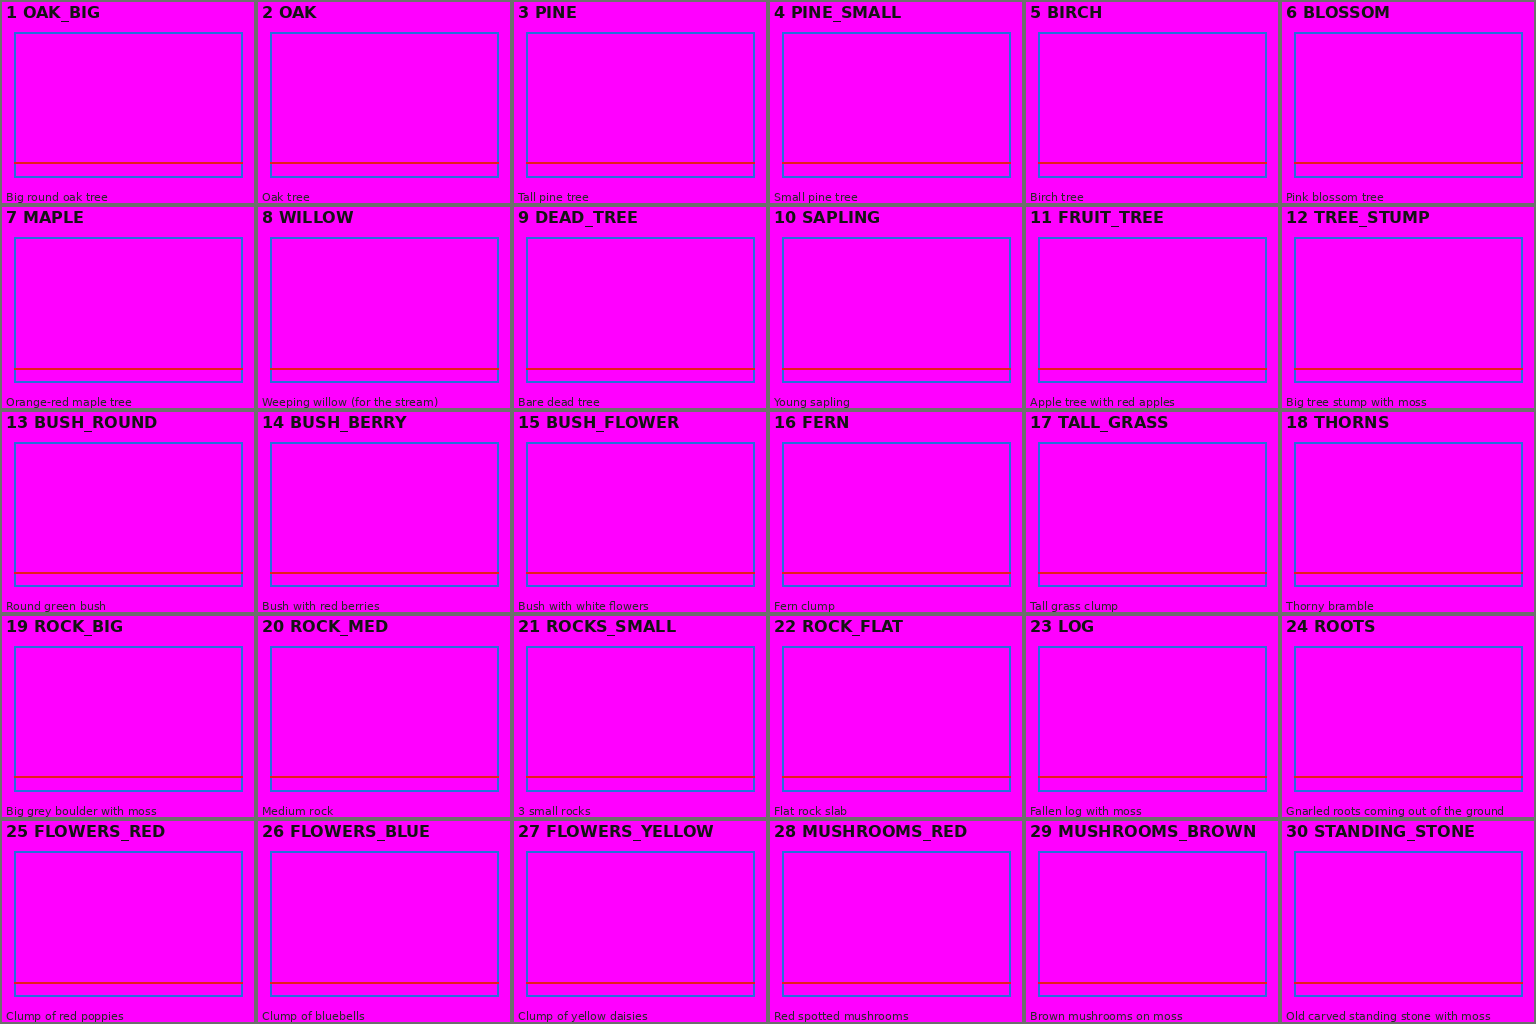 1 OAK_BIG
2 OAK
3 PINE
4 PINE_SMALL
5 BIRCH
6 BLOSSOM
Big round oak tree
Oak tree
Tall pine tree
Small pine tree
Birch tree
Pink blossom tree
7 MAPLE
8 WILLOW
9 DEAD_TREE
10 SAPLING
11 FRUIT_TREE
12 TREE_STUMP
Orange-red maple tree
Weeping willow (for the stream)
Bare dead tree
Young sapling
Apple tree with red apples
Big tree stump with moss
13 BUSH_ROUND
14 BUSH_BERRY
15 BUSH_FLOWER
16 FERN
17 TALL_GRASS
18 THORNS
Round green bush
Bush with red berries
Bush with white flowers
Fern clump
Tall grass clump
Thorny bramble
19 ROCK_BIG
20 ROCK_MED
21 ROCKS_SMALL
22 ROCK_FLAT
23 LOG
24 ROOTS
Big grey boulder with moss
Medium rock
3 small rocks
Flat rock slab
Fallen log with moss
Gnarled roots coming out of the ground
25 FLOWERS_RED
26 FLOWERS_BLUE
27 FLOWERS_YELLOW
28 MUSHROOMS_RED
29 MUSHROOMS_BROWN
30 STANDING_STONE
Clump of red poppies
Clump of bluebells
Clump of yellow daisies
Red spotted mushrooms
Brown mushrooms on moss
Old carved standing stone with moss